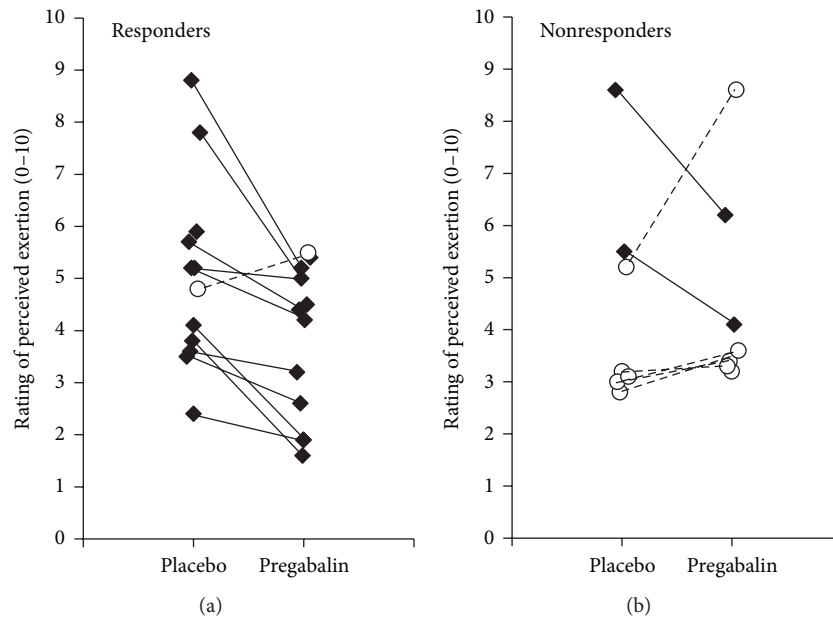 Responders
Rating of perceived exertion (0–10)
10
9
8
7
6
5
4
3
2
1
0
Placebo Pregabalin
(a)
Nonresponders
Rating of perceived exertion (0–10)
10
9
8
7
6
5
4
3
2
1
0
Placebo Pregabalin
(b)